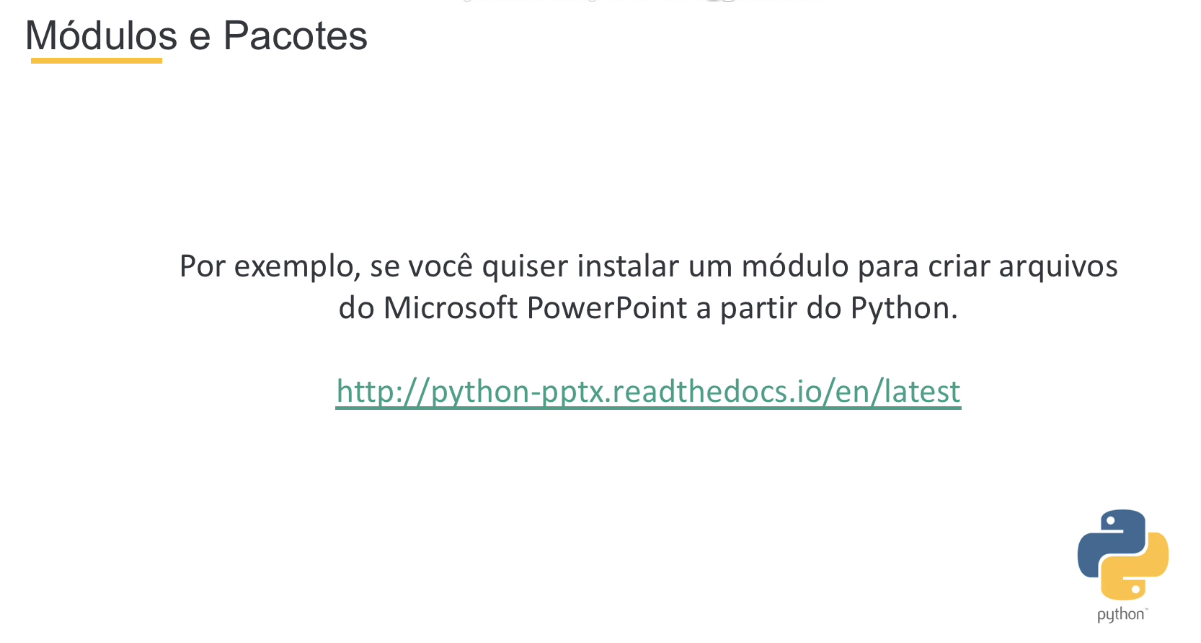 Módulos e Pacotes
Por exemplo, se você quiser instalar um módulo para criar arquivos
do Microsoft PowerPoint a partir do Python.
http://python-pptx.readthedocs.io/en/latest
python